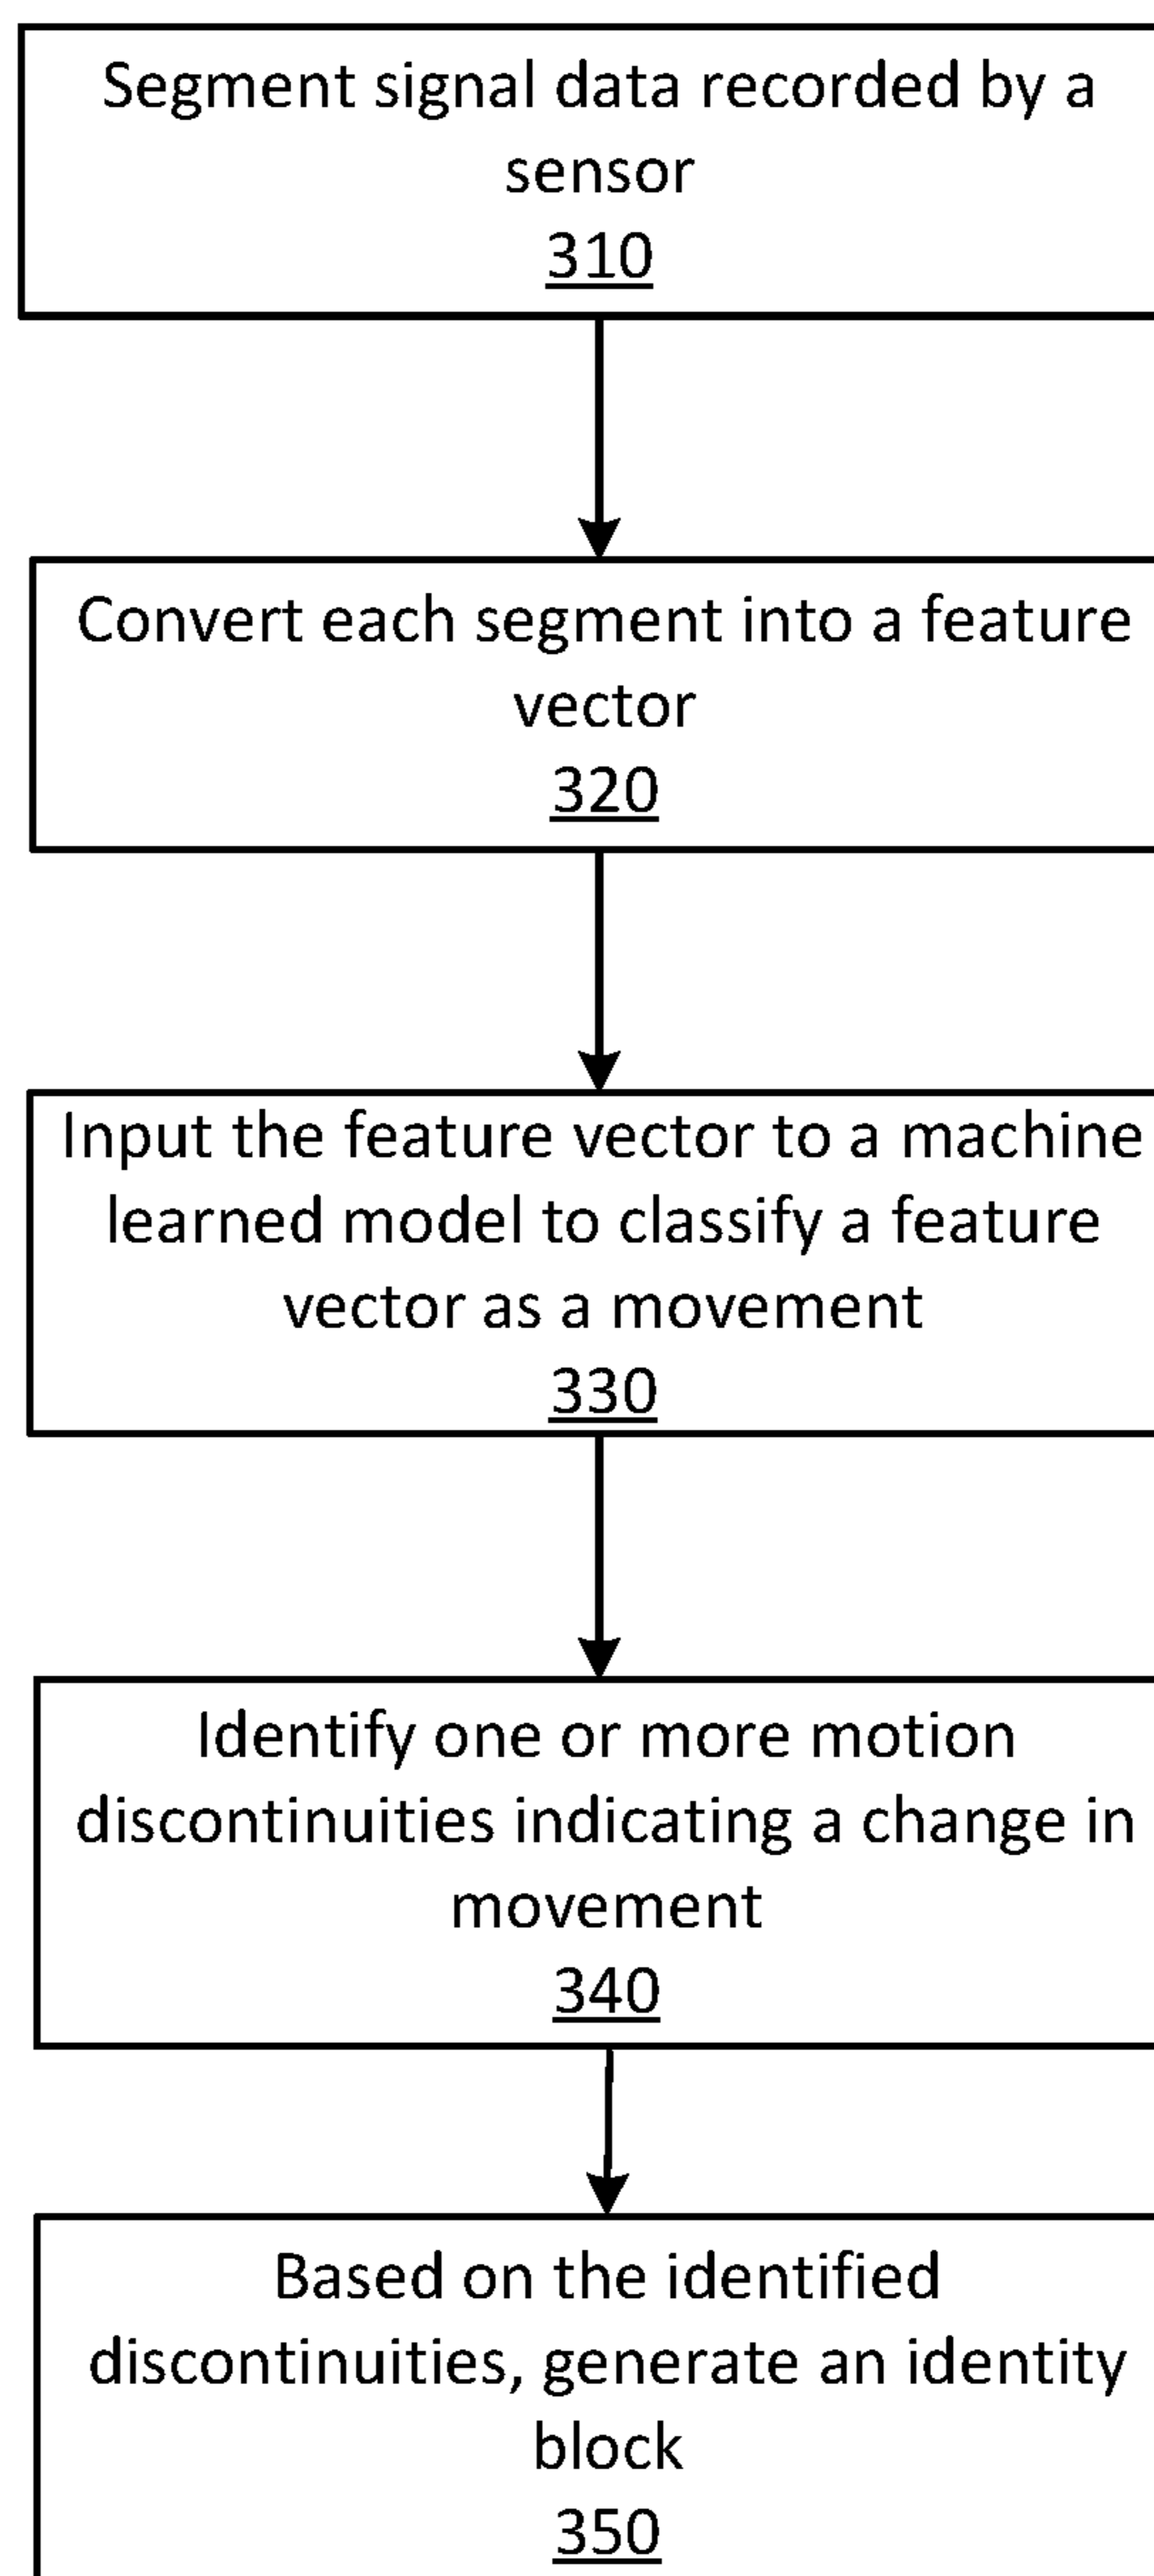 Segment signal data recorded by a
sensor
310
Convert each segment into a feature
vector
320
Input the feature vector to a machine
learned model to classify a feature
vector as a movement
330
Identify one or more motion
discontinuities indicating a change in
movement
340
Based on the identified
discontinuities, generate an identity
block
350